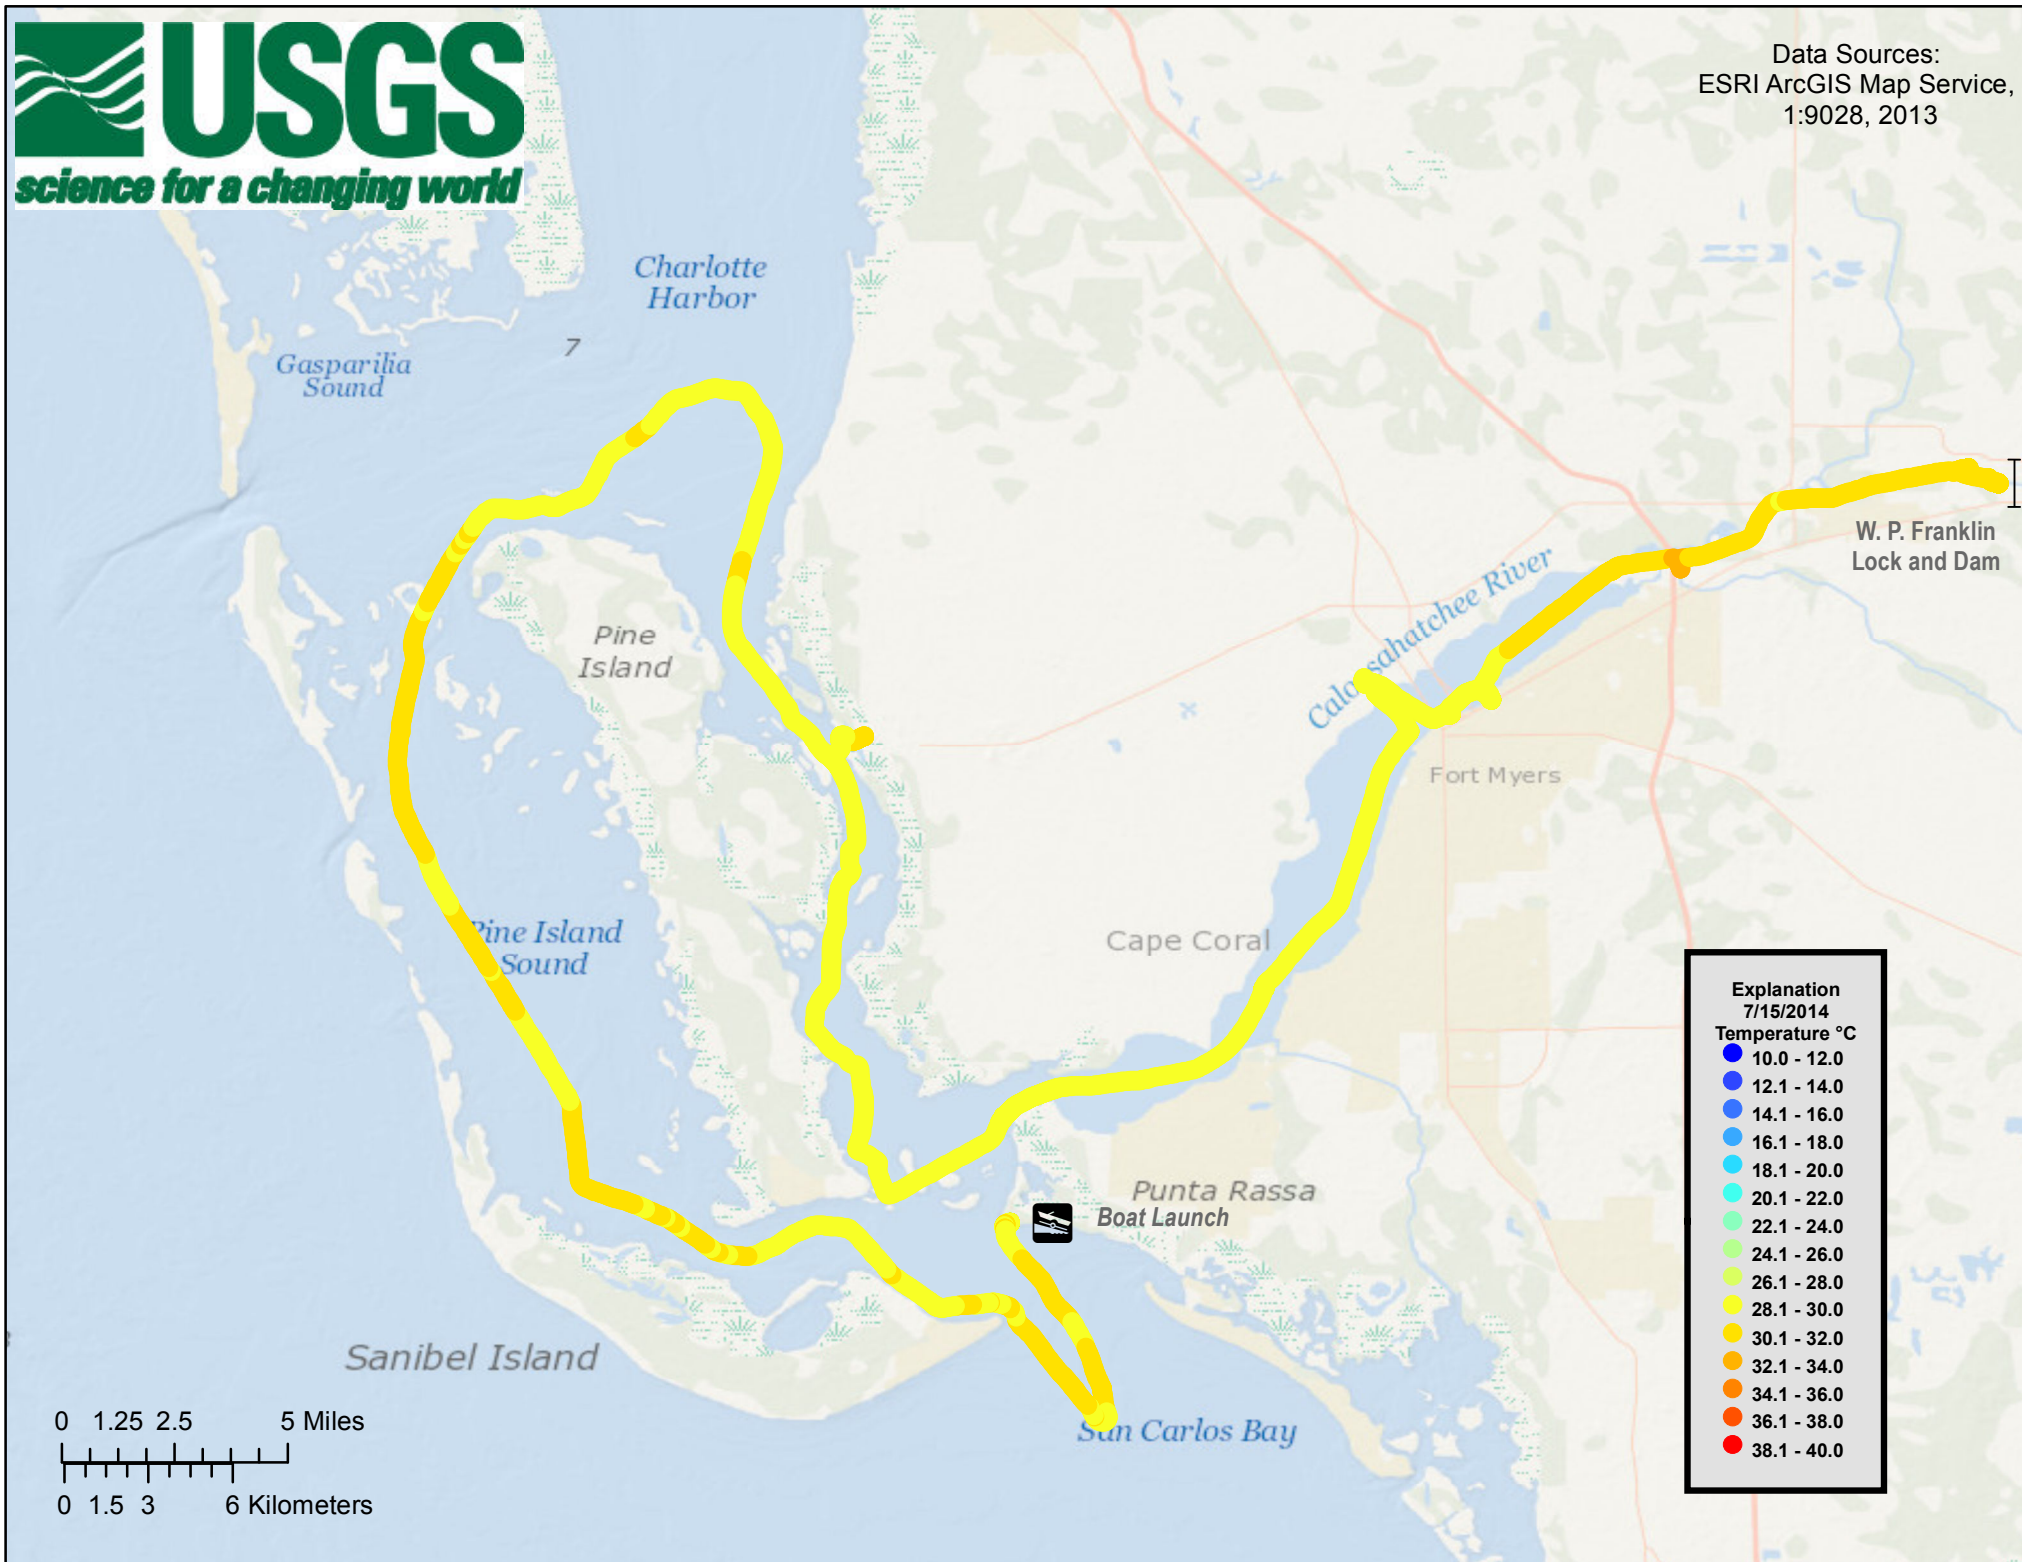 USGS
science for a changing world
Data Sources:
ESRI ArcGIS Map Service,
1:9028, 2013
Charlotte
Harbor
7
Gasparilla
Sound
Pine
Island
W. P. Franklin
Lock and Dam
Caloosahatchee River
Fort Myers
Pine Island
Sound
Cape Coral
Punta Rassa
Boat Launch
Sanibel Island
San Carlos Bay
Explanation
7/15/2014
Temperature °C
10.0 - 12.0
12.1 - 14.0
14.1 - 16.0
16.1 - 18.0
18.1 - 20.0
20.1 - 22.0
22.1 - 24.0
24.1 - 26.0
26.1 - 28.0
28.1 - 30.0
30.1 - 32.0
32.1 - 34.0
34.1 - 36.0
36.1 - 38.0
38.1 - 40.0
0 1.25 2.5 5 Miles
0 1.5 3 6 Kilometers